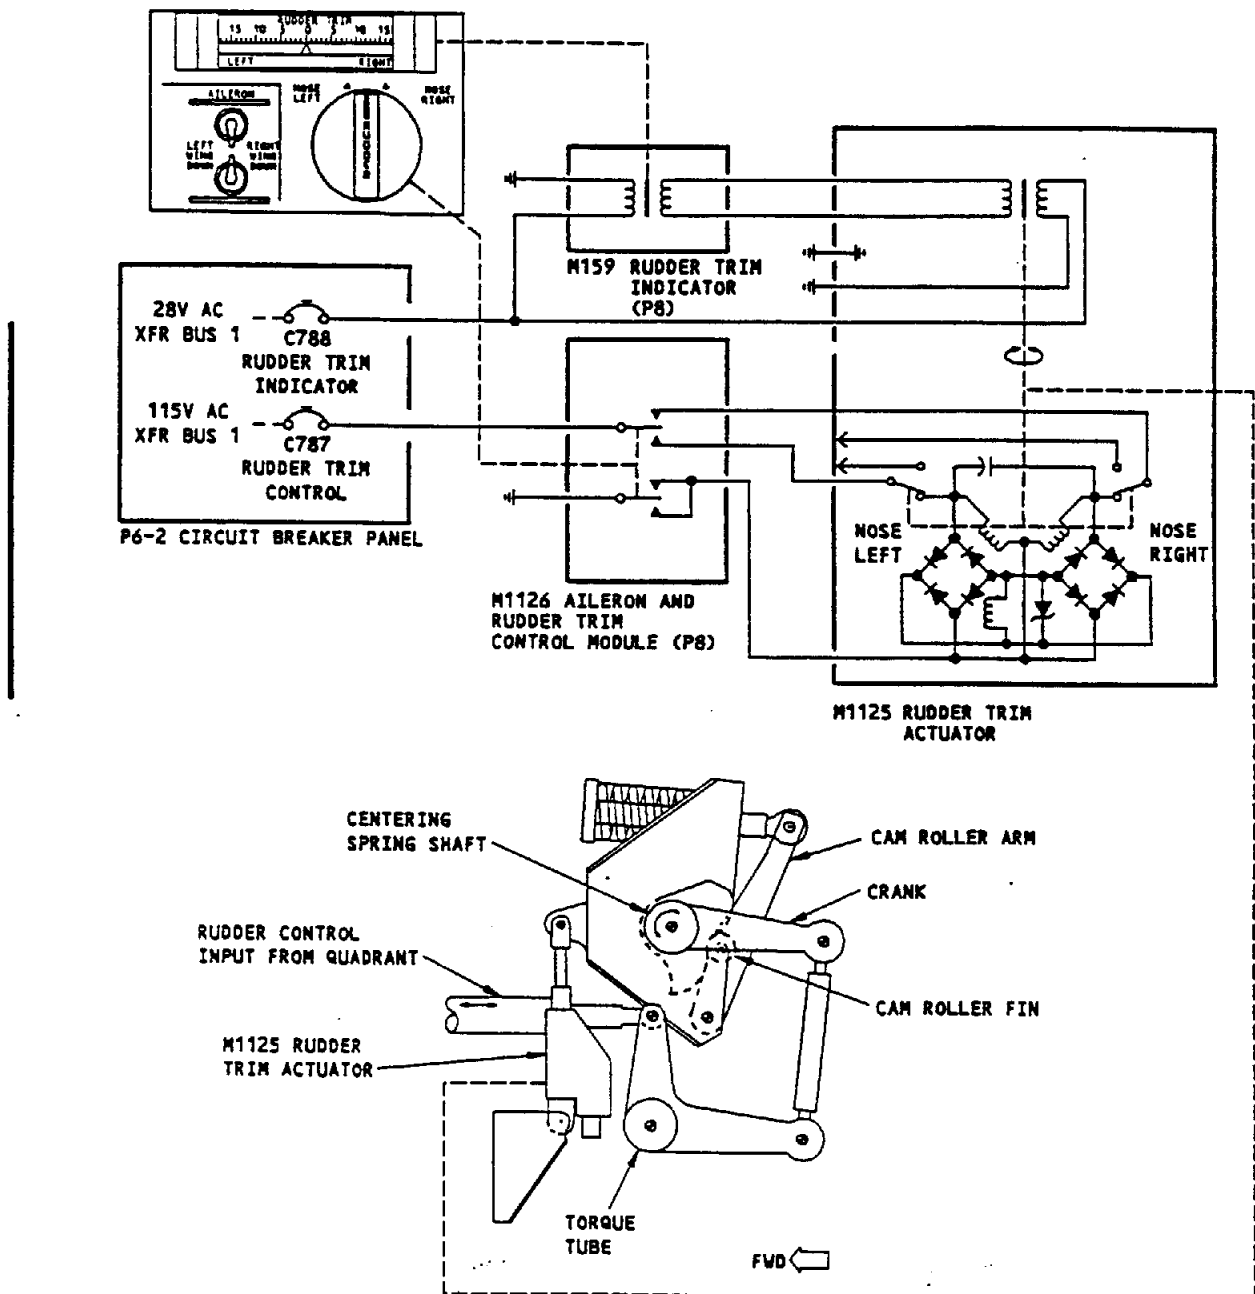 RUDDER TRIM
15 10 5 0 5 10 15
LEFT RIGHT
AILERON
NOSE
LEFT
NOSE
RIGHT
LEFT
WING
DOWN
RIGHT
WING
DOWN
M159 RUDDER TRIM
INDICATOR
(P8)
28V AC
XFR BUS 1
C788
RUDDER TRIM
INDICATOR
115V AC
XFR BUS 1
C787
RUDDER TRIM
CONTROL
P6-2 CIRCUIT BREAKER PANEL
NOSE
LEFT
NOSE
RIGHT
M1126 AILERON AND
RUDDER TRIM
CONTROL MODULE (P8)
M1125 RUDDER TRIM
ACTUATOR
CENTERING
SPRING SHAFT
CAM ROLLER ARM
CRANK
RUDDER CONTROL
INPUT FROM QUADRANT
CAM ROLLER FIN
M1125 RUDDER
TRIM ACTUATOR
TORQUE
TUBE
FWD